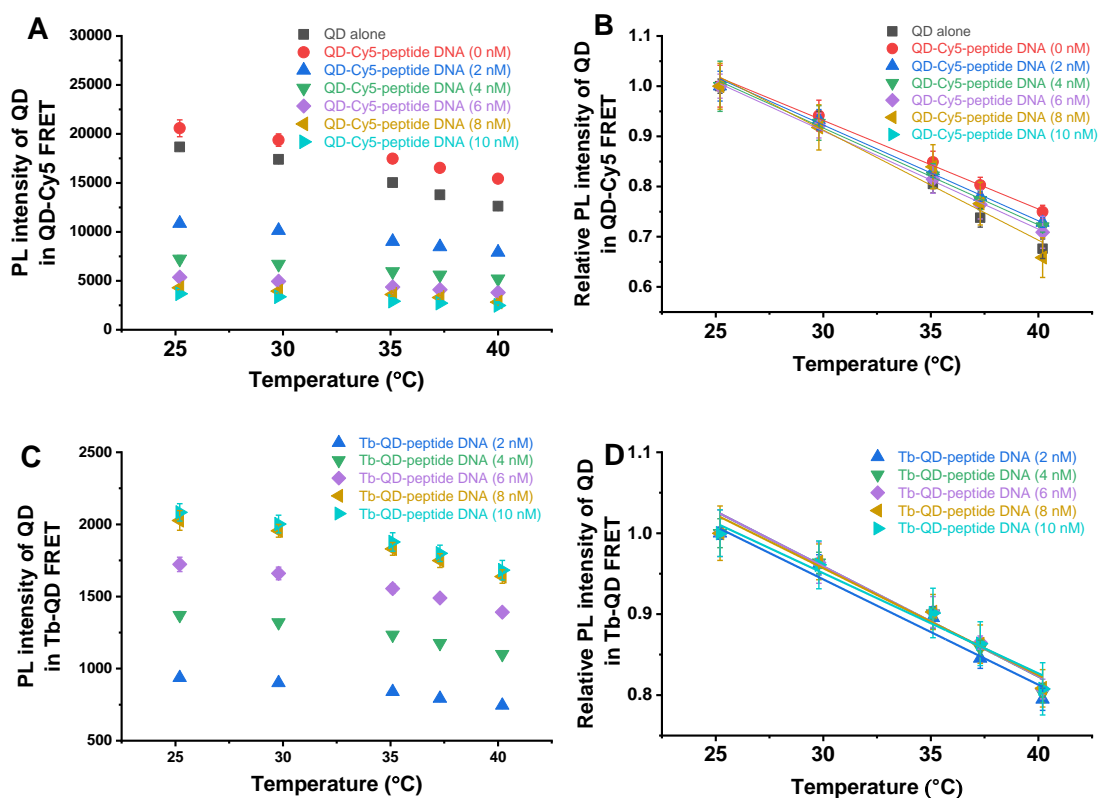 A
PL intensity of QD
in QD-Cy5 FRET
30000
25000
20000
15000
10000
5000
0
QD alone
QD-Cy5-peptide DNA (0 nM)
QD-Cy5-peptide DNA (2 nM)
QD-Cy5-peptide DNA (4 nM)
QD-Cy5-peptide DNA (6 nM)
QD-Cy5-peptide DNA (8 nM)
QD-Cy5-peptide DNA (10 nM)
25 30 35 40
Temperature (°C)
B
Relative PL intensity of QD
in QD-Cy5 FRET
1.1
1.0
0.9
0.8
0.7
0.6
QD alone
QD-Cy5-peptide DNA (0 nM)
QD-Cy5-peptide DNA (2 nM)
QD-Cy5-peptide DNA (4 nM)
QD-Cy5-peptide DNA (6 nM)
QD-Cy5-peptide DNA (8 nM)
QD-Cy5-peptide DNA (10 nM)
25 30 35 40
Temperature (°C)
C
PL intensity of QD
in Tb-QD FRET
2500
2000
1500
1000
500
Tb-QD-peptide DNA (2 nM)
Tb-QD-peptide DNA (4 nM)
Tb-QD-peptide DNA (6 nM)
Tb-QD-peptide DNA (8 nM)
Tb-QD-peptide DNA (10 nM)
25 30 35 40
Temperature (°C)
D
Relative PL intensity of QD
in Tb-QD FRET
1.1
1.0
0.9
0.8
Tb-QD-peptide DNA (2 nM)
Tb-QD-peptide DNA (4 nM)
Tb-QD-peptide DNA (6 nM)
Tb-QD-peptide DNA (8 nM)
Tb-QD-peptide DNA (10 nM)
25 30 35 40
Temperature (°C)